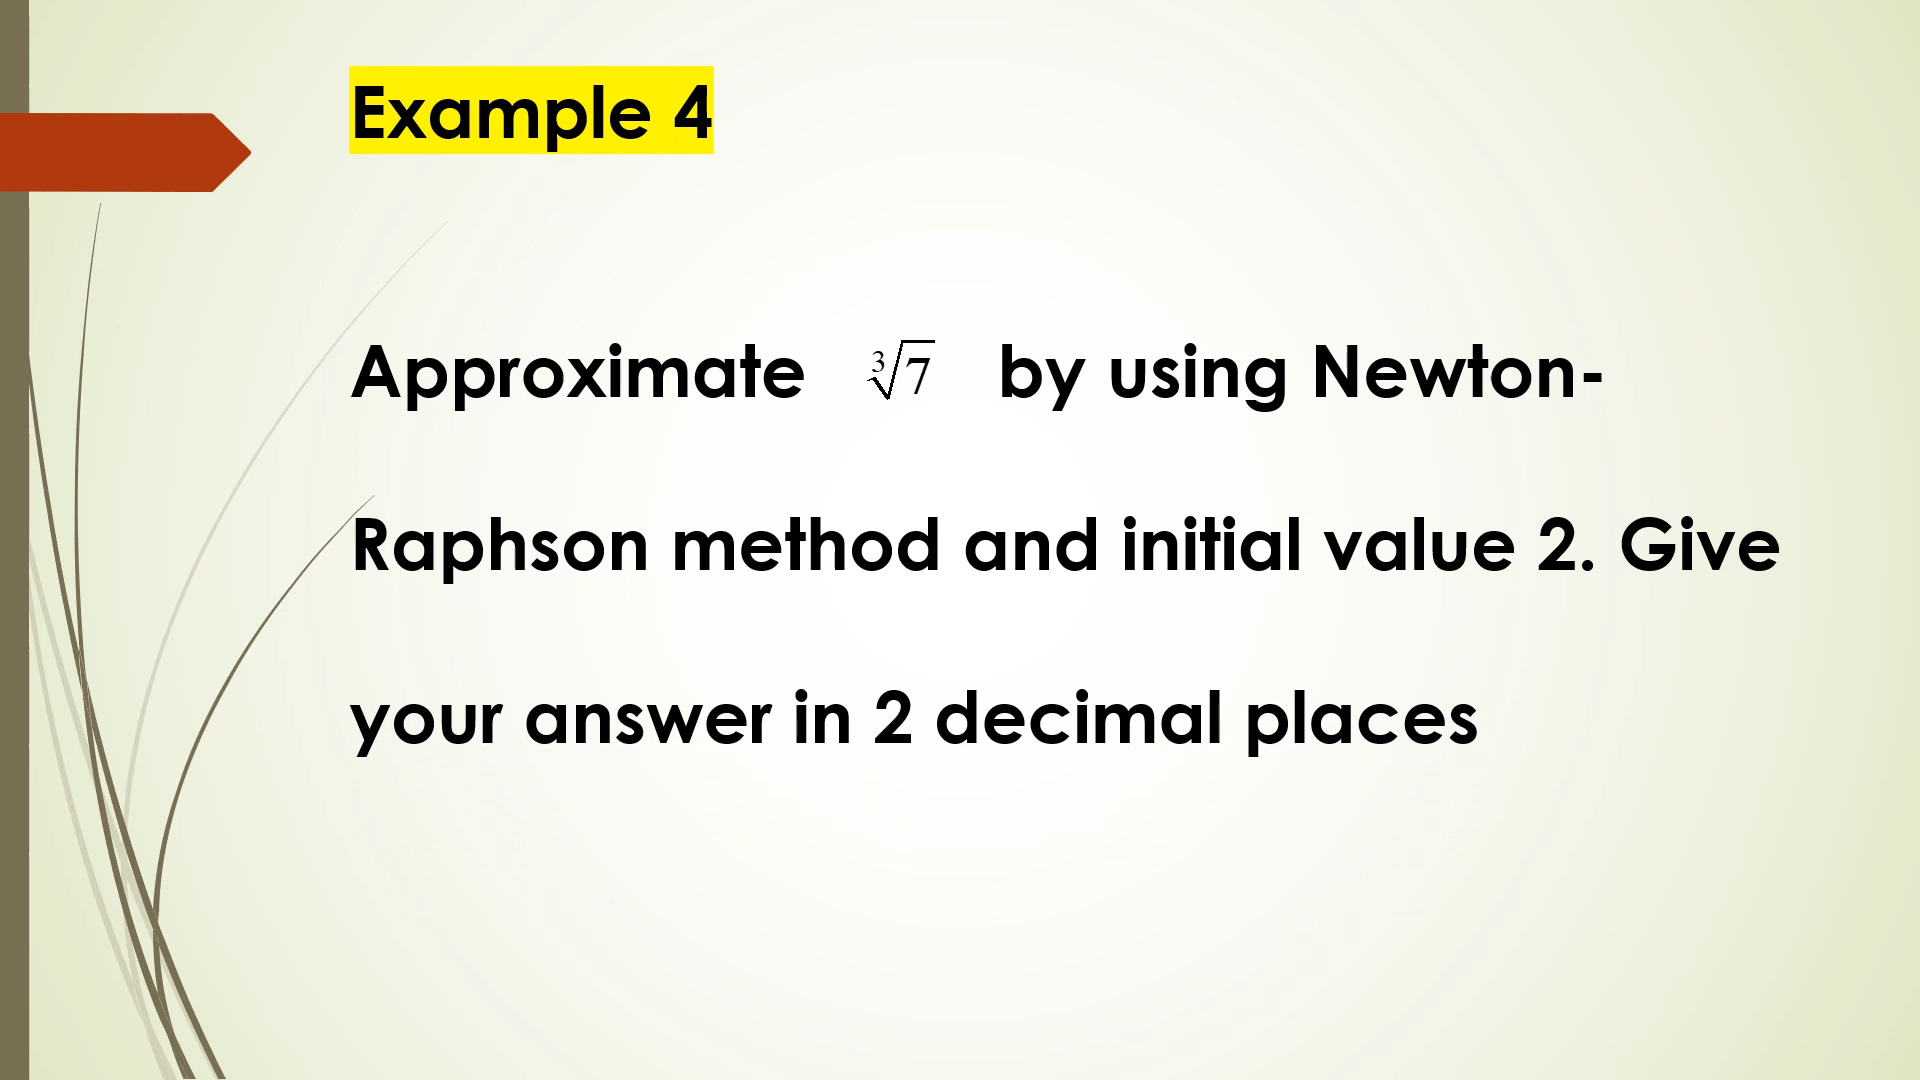 Example 4
Approximate ∛7 by using Newton-
Raphson method and initial value 2. Give
your answer in 2 decimal places